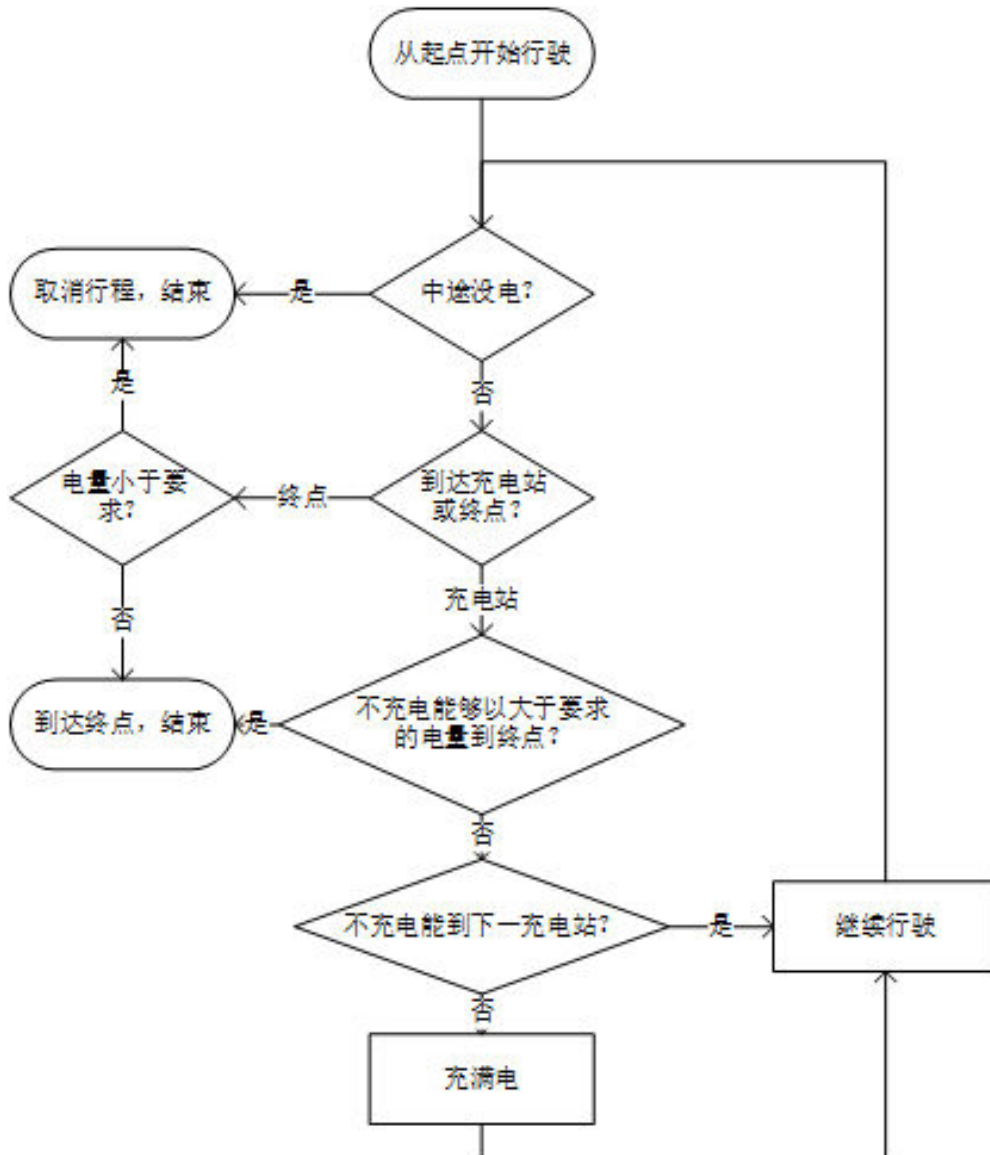 从起点开始行驶
中途没电?
是
取消行程，结束
否
是
到达充电站
或终点?
终点
电量小于要
求?
充电站
否
不充电能够以大于要求
的电量到终点?
是
到达终点，结束
否
不充电能到下一充电站?
是
继续行驶
否
充满电